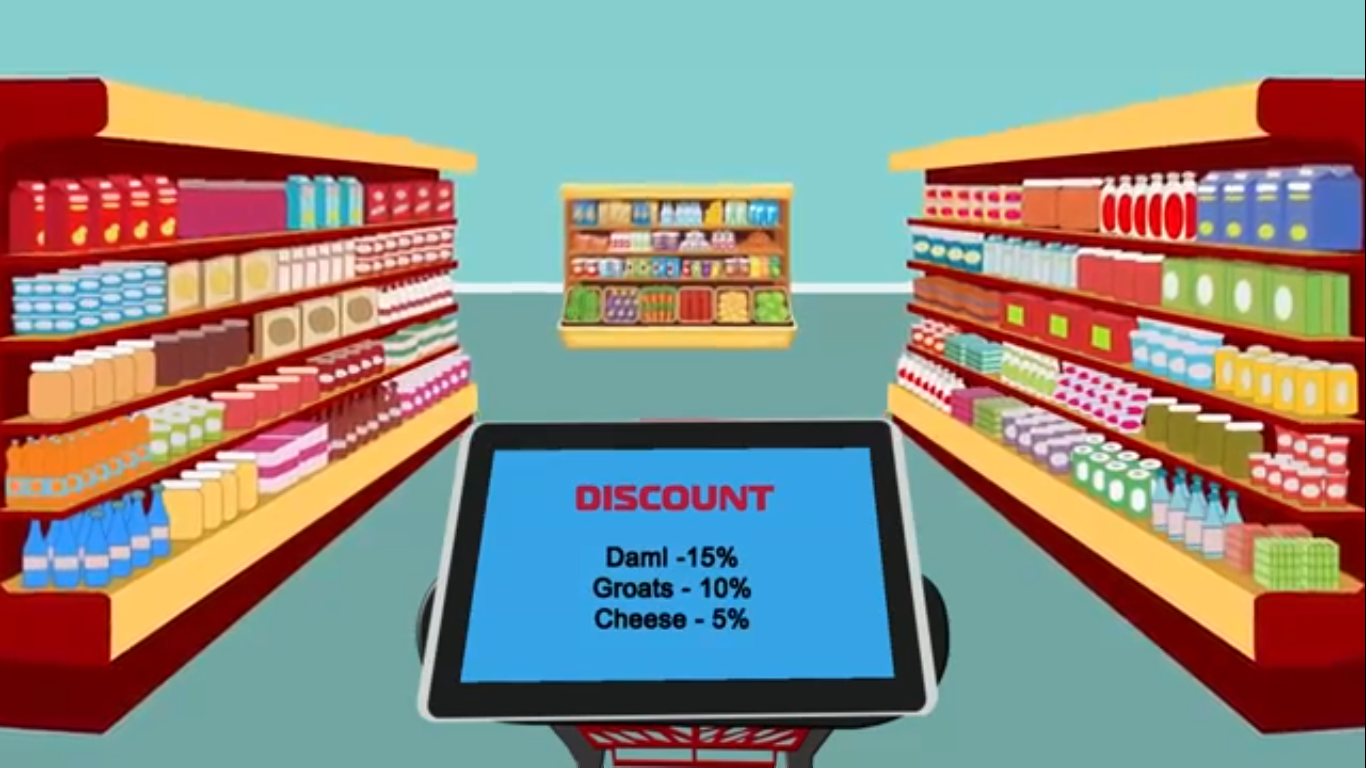 DISCOUNT
Daml -15%
Groats - 10%
Cheese - 5%